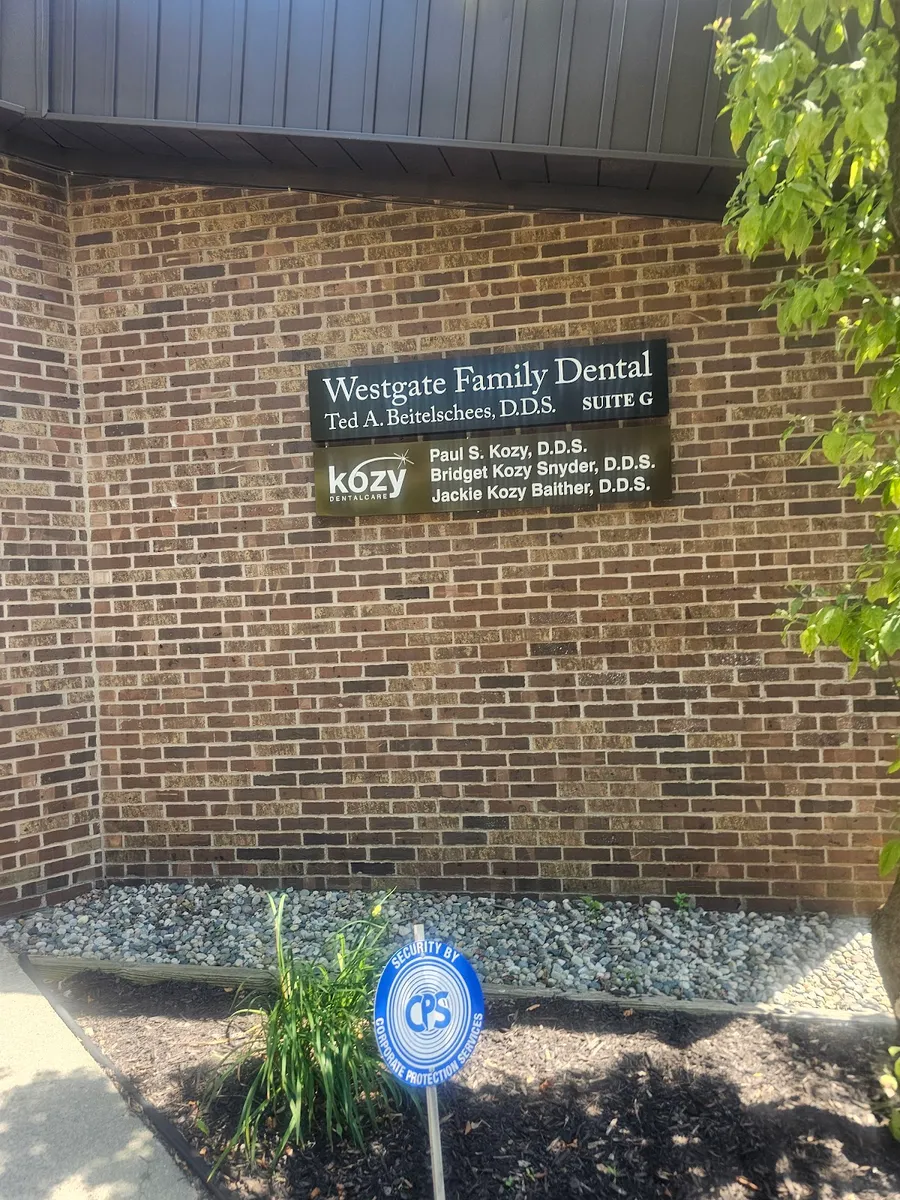 Westgate Family Dental
Ted A. Beitelschees, D.D.S. SUITE G
kozy
DENTALCARE
Paul S. Kozy, D.D.S.
Bridget Kozy Snyder, D.D.S.
Jackie Kozy Baither, D.D.S.
SECURITY BY
CPS
CORPORATE PROTECTION SERVICES